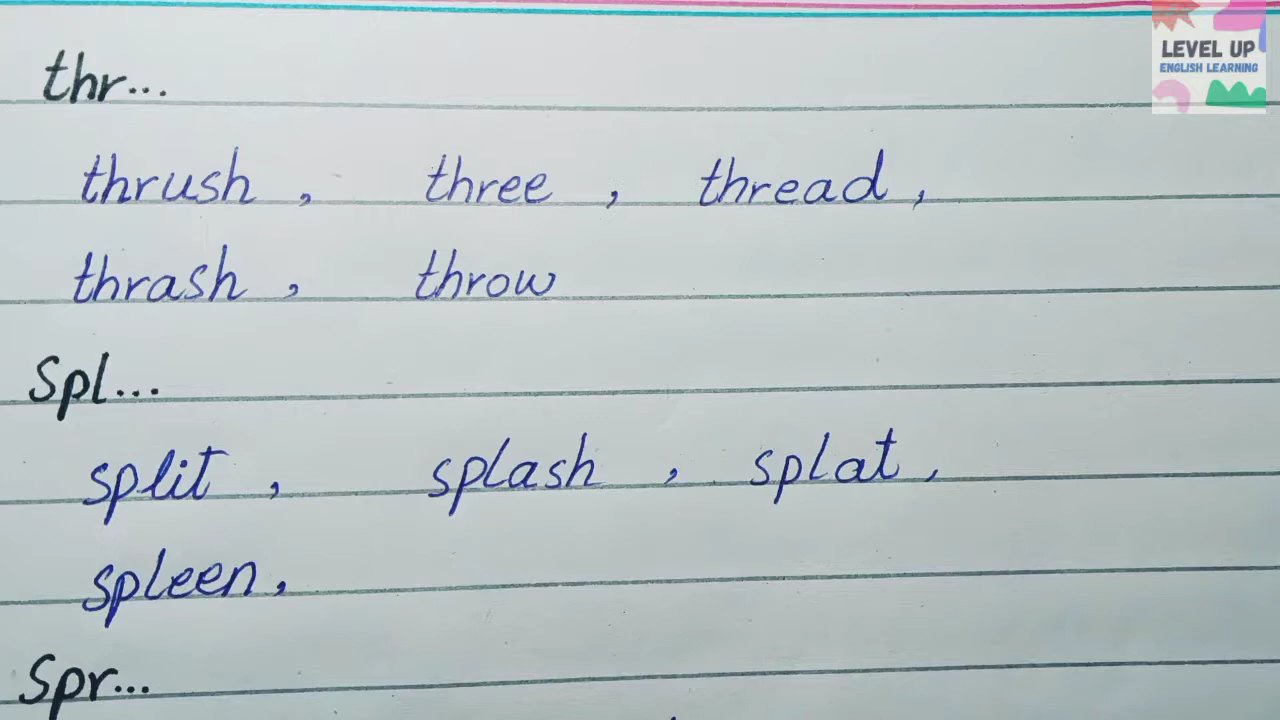 LEVEL UP
ENGLISH LEARNING
thr...
thrush, three, thread,
thrash, throw
Spl...
split, splash, splat,
spleen,
Spr...